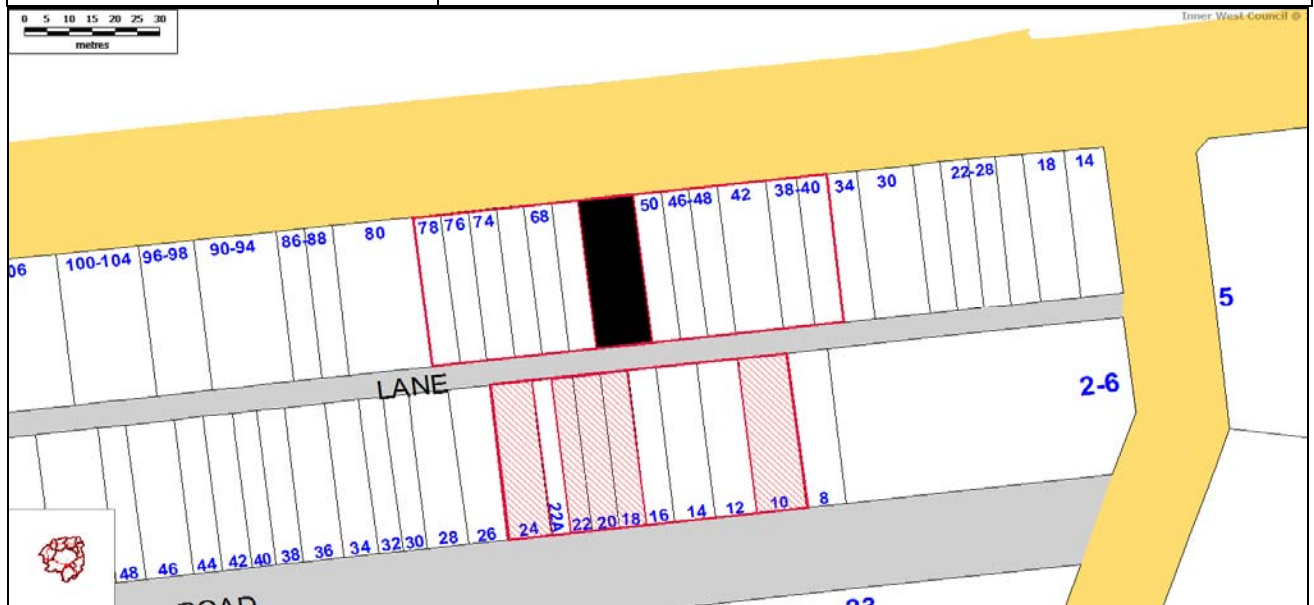 0 5 10 15 20 25 30
metres
Inner West Council ©
100-104 96-98 90-94 86-88 80 78 76 74 68 50 46-48 42 38-40 34 30 22-28 18 14
5
LANE
2-6
48 46 44 42 40 38 36 34 32 30 28 26 24 22A 22 20 18 16 14 12 10 8